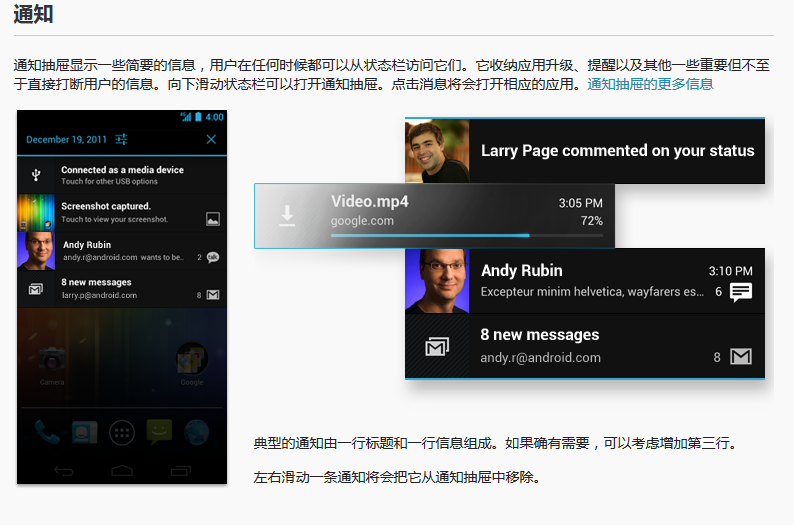 通知
通知抽屉显示一些简要的信息，用户在任何时候都可以从状态栏访问它们。它收纳应用升级、提醒以及其他一些重要但不至
于直接打断用户的信息。向下滑动状态栏可以打开通知抽屉。点击消息将会打开相应的应用。通知抽屉的更多信息
4G 4:00
December 19, 2011
Connected as a media device
Touch for other USB options
Screenshot captured.
Touch to view your screenshot.
Andy Rubin
andy.r@android.com wants to be.. 2 talk
8 new messages
larry.p@android.com 8
Camera
Google
Larry Page commented on your status
Video.mp4 3:05 PM
google.com 72%
Andy Rubin 3:10 PM
Excepteur minim helvetica, wayfarers es... 6
8 new messages
andy.r@android.com 8
典型的通知由一行标题和一行信息组成。如果确有需要，可以考虑增加第三行。
左右滑动一条通知将会把它从通知抽屉中移除。